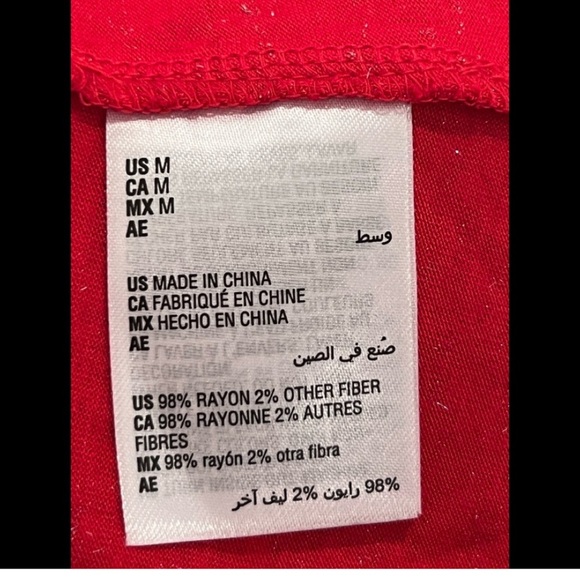 US M
CA M
MX M
AE
وسط
US MADE IN CHINA
CA FABRIQUÉ EN CHINE
MX HECHO EN CHINA
AE
صُنع في الصين
US 98% RAYON 2% OTHER FIBER
CA 98% RAYONNE 2% AUTRES
FIBRES
MX 98% rayón 2% otra fibra
AE
98% رايون 2% ليف آخر